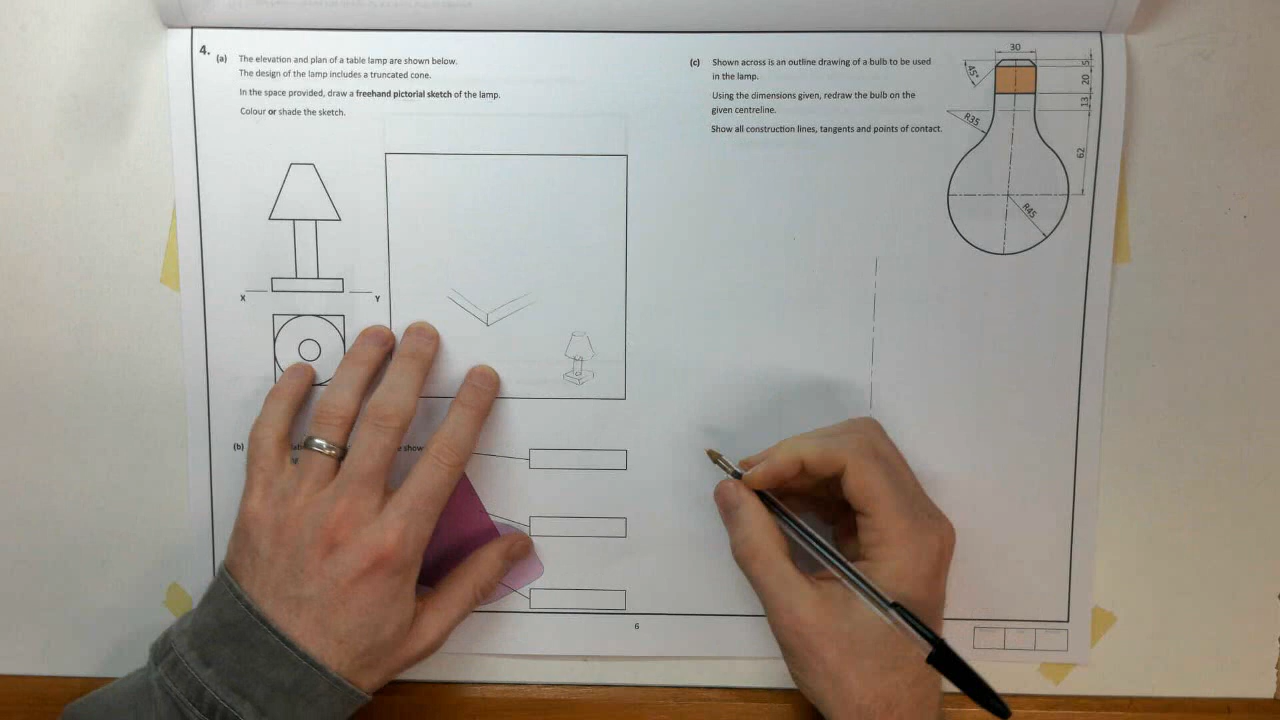 4.
(a) The elevation and plan of a table lamp are shown below.
The design of the lamp includes a truncated cone.
In the space provided, draw a freehand pictorial sketch of the lamp.
Colour or shade the sketch.
X Y
(b)
show
6
(c) Shown across is an outline drawing of a bulb to be used
in the lamp.
Using the dimensions given, redraw the bulb on the
given centreline.
Show all construction lines, tangents and points of contact.
30
45°
5
20
13
R35
62
R45